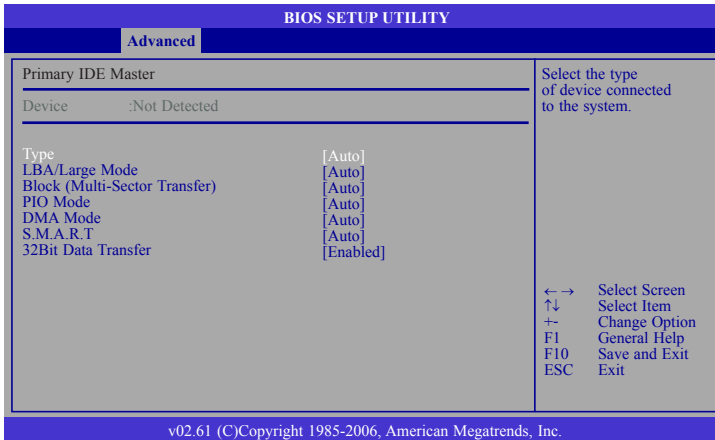 BIOS SETUP UTILITY
Advanced
Primary IDE Master
Device :Not Detected
Type [Auto]
LBA/Large Mode [Auto]
Block (Multi-Sector Transfer) [Auto]
PIO Mode [Auto]
DMA Mode [Auto]
S.M.A.R.T [Auto]
32Bit Data Transfer [Enabled]
Select the type
of device connected
to the system.
←→ Select Screen
↑↓ Select Item
+- Change Option
F1 General Help
F10 Save and Exit
ESC Exit
v02.61 (C)Copyright 1985-2006, American Megatrends, Inc.